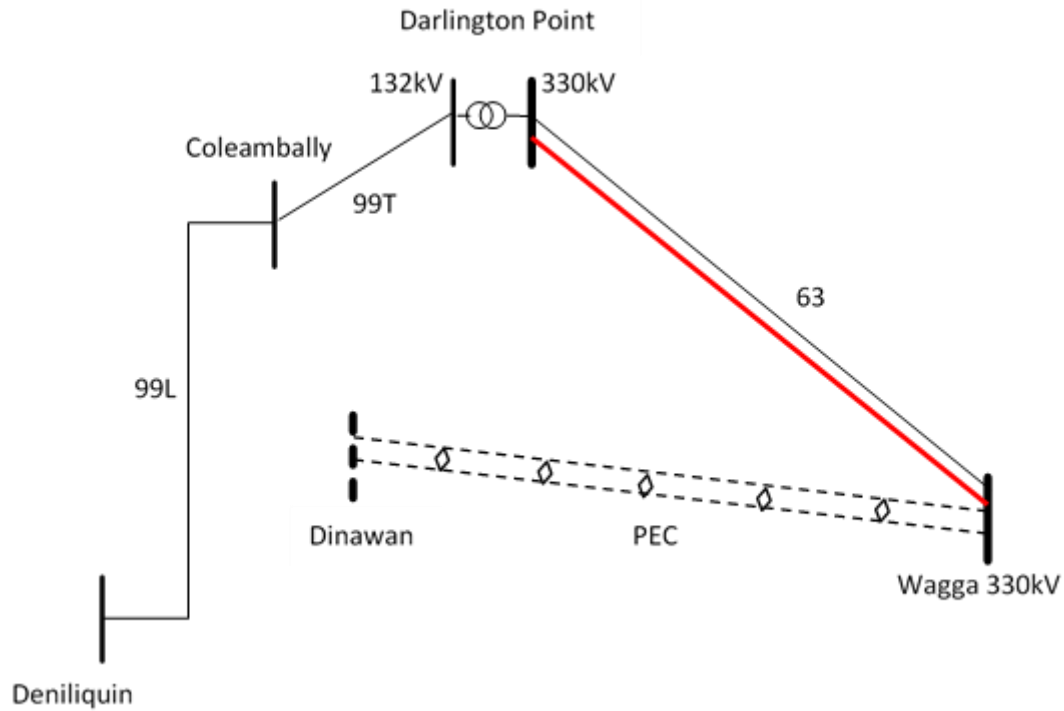 Darlington Point
132kV
330kV
Coleambally
99T
63
99L
Dinawan
PEC
Wagga 330kV
Deniliquin